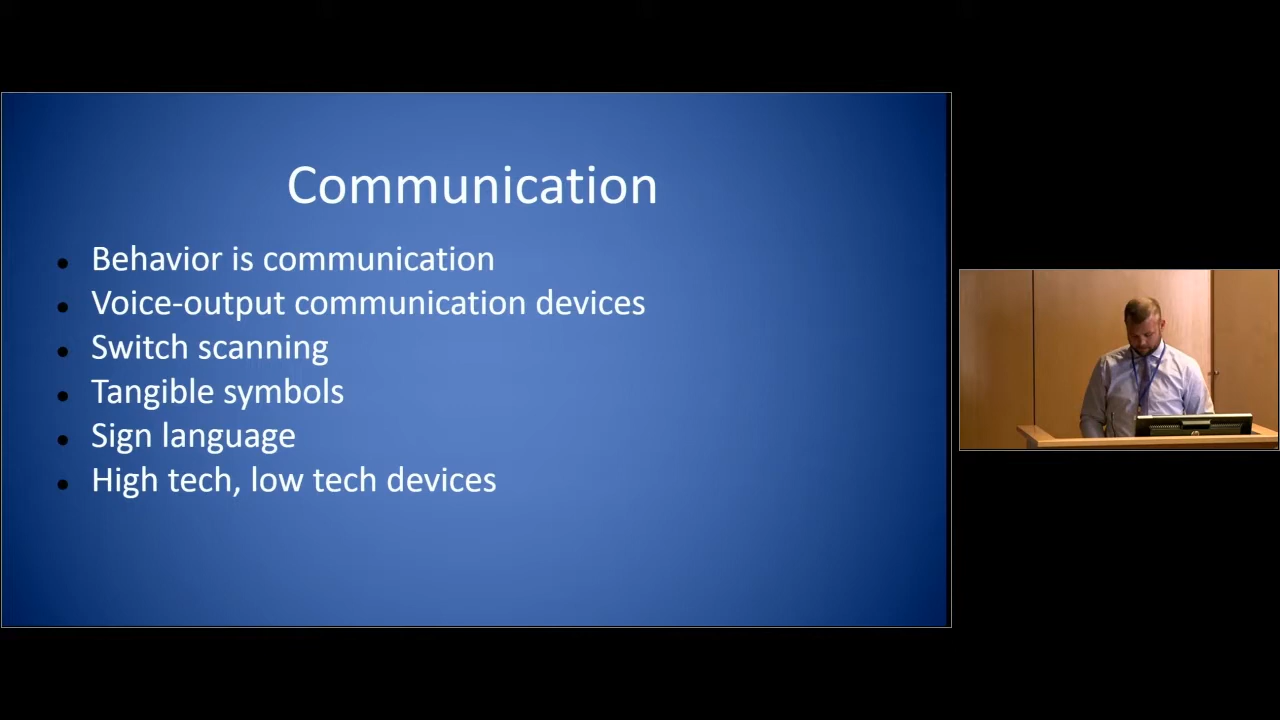 Communication
Behavior is communication
Voice-output communication devices
Switch scanning
Tangible symbols
Sign language
High tech, low tech devices